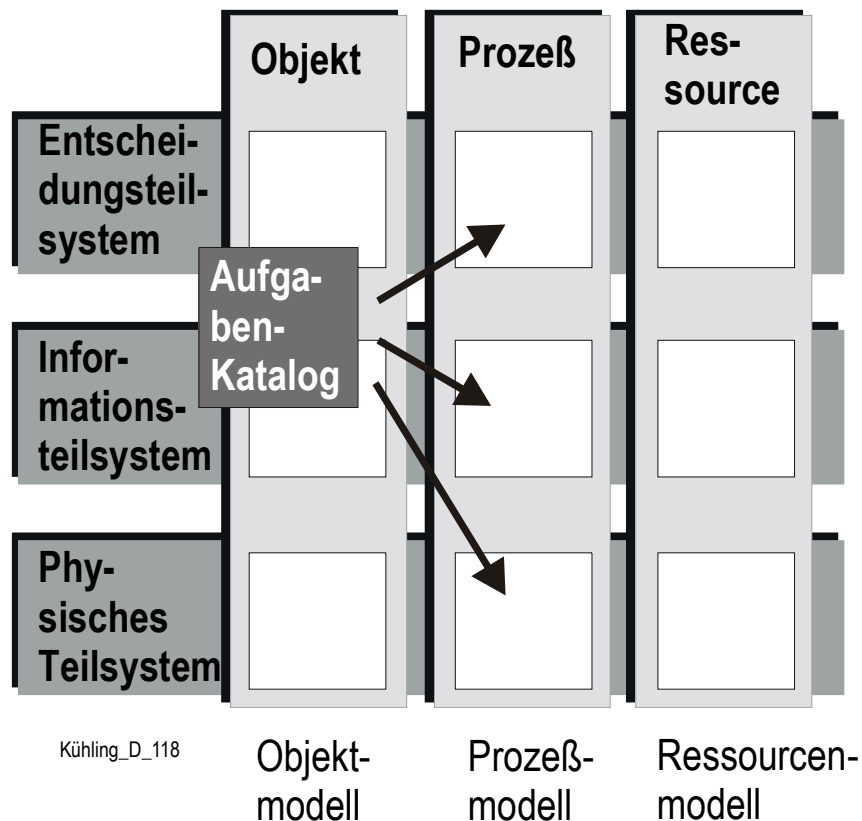 Objekt
Prozeß
Res-
source
Entschei-
dungsteil-
system
Aufga-
ben-
Katalog
Infor-
mations-
teilsystem
Phy-
sisches
Teilsystem
Kühling_D_118
Objekt-
modell
Prozeß-
modell
Ressourcen-
modell